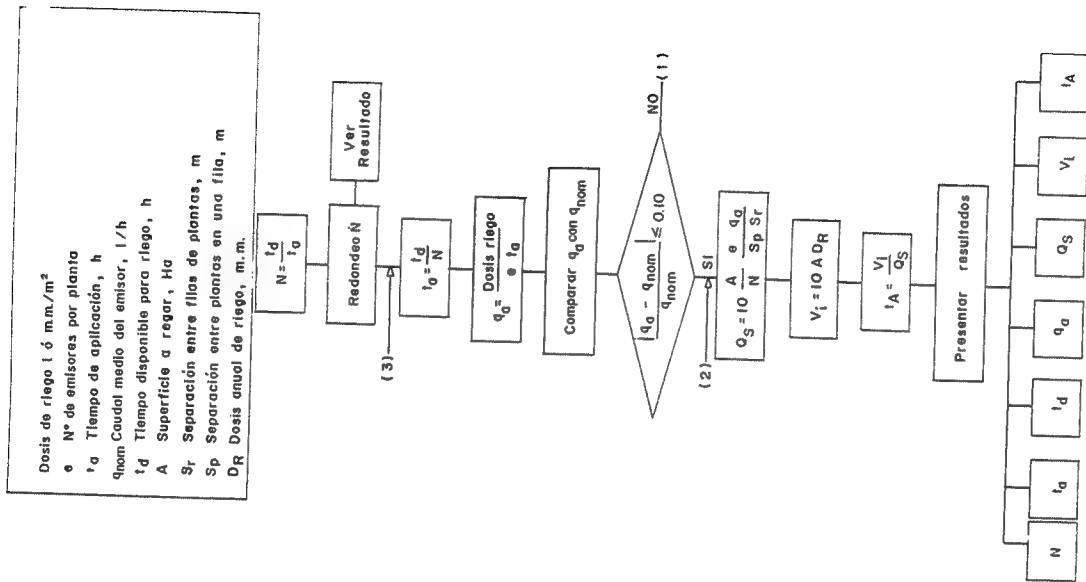 Dosis de riego l ó m.m./m²
e Nº de emisores por planta
ta Tiempo de aplicación, h
qnom Caudal medio del emisor, l/h
td Tiempo disponible para riego, h
A Superficie a regar, Ha
Sr Separación entre filas de plantas, m
Sp Separación entre plantas en una fila, m
DR Dosis anual de riego, m.m.
N = td / ta
Redondeo N
Ver
Resultado
(3)
ta = td / N
qa = Dosis riego / e ta
Comparar qa con qnom
|qa - qnom| / qnom ≤ 0.10
NO (1)
(2) SI
QS = 10 A / N e qa / Sp Sr
Vi = 10 A DR
tA = Vi / QS
Presentar resultados
N
ta
td
qa
QS
Vi
tA